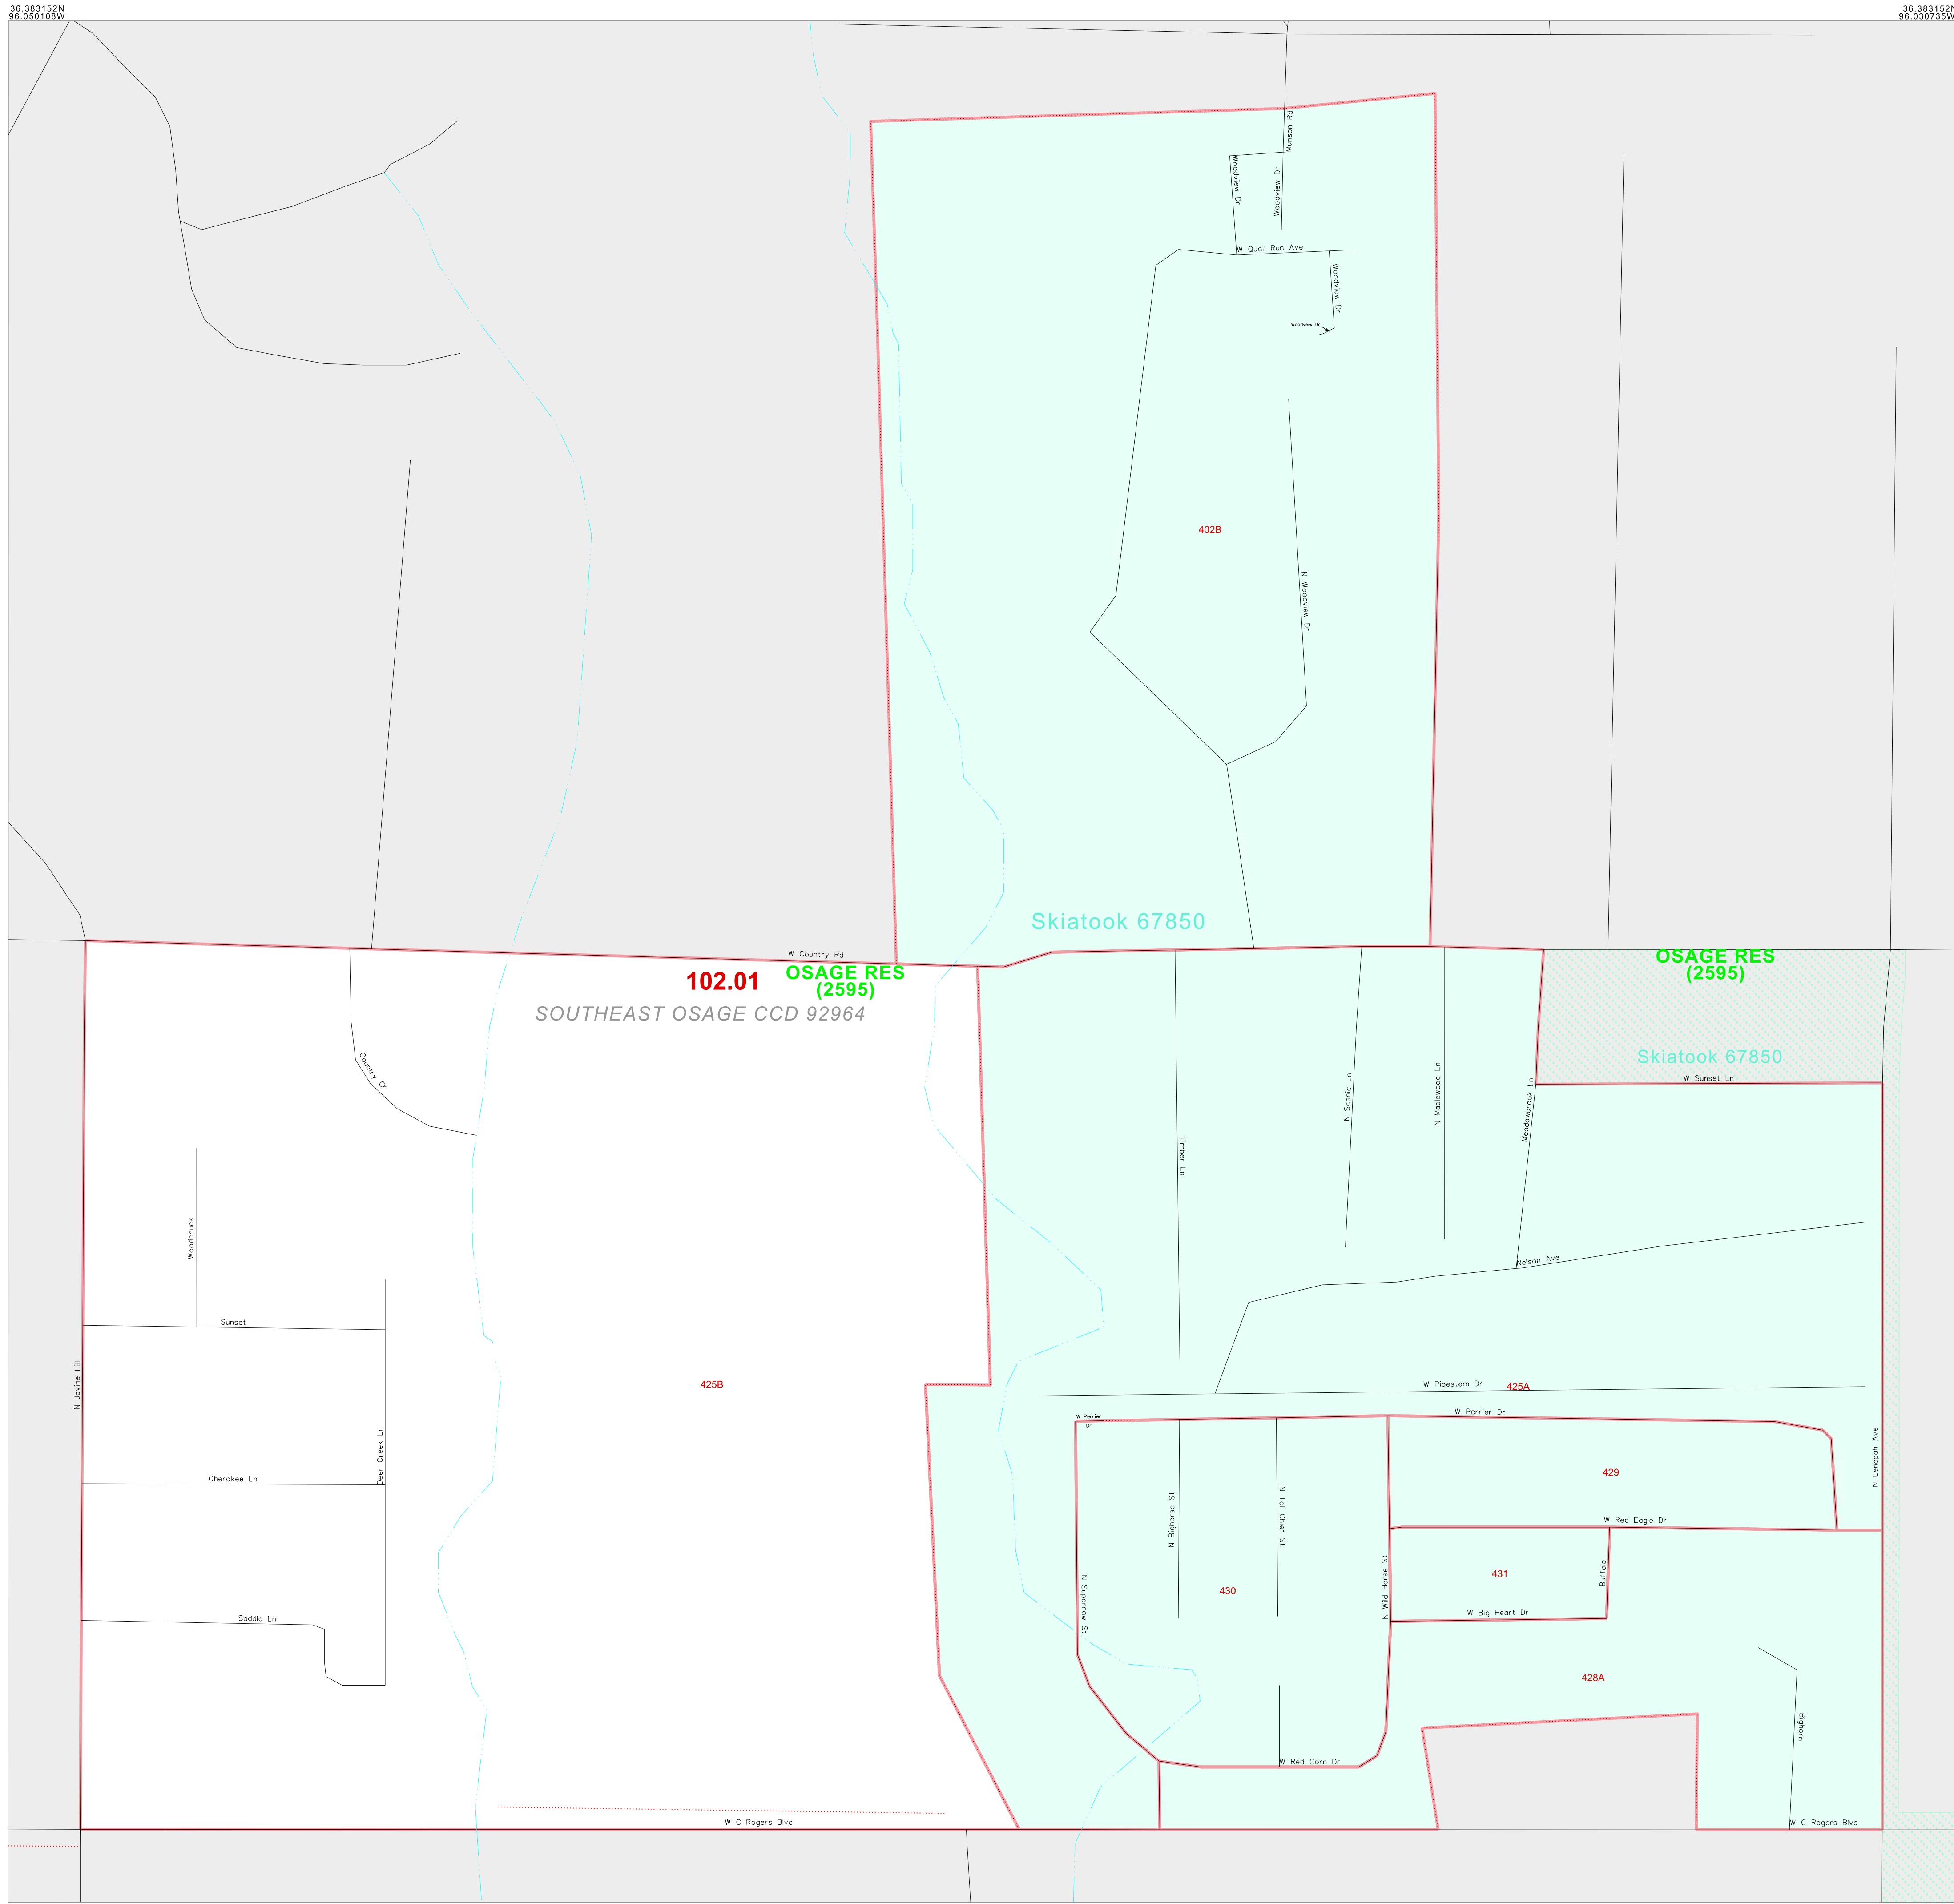 36.383152N
96.050108W
36.383152N
96.030735W
Munson Rd
Woodview Dr
Woodview Dr
W Quail Run Ave
Woodview Dr
Woodview Dr
402B
N Woodview Dr
Skiatook 67850
W Country Rd
102.01
OSAGE RES
(2595)
SOUTHEAST OSAGE CCD 92964
OSAGE RES
(2595)
Skiatook 67850
W Sunset Ln
Country Cr
N Scenic Ln
N Maplewood Ln
Meadowbrook Ln
Timber Ln
Woodchuck
Nelson Ave
Sunset
N Javine Hill
425B
W Pipestem Dr
425A
W Perrier
Dr
W Perrier Dr
Deer Creek Ln
N Lenapah Ave
Cherokee Ln
429
N Bighorse St
N Tall Chief St
W Red Eagle Dr
N Supernaw St
430
N Wild Horse St
431
Buffalo
Saddle Ln
W Big Heart Dr
428A
Bighorn
W Red Corn Dr
W C Rogers Blvd
W C Rogers Blvd